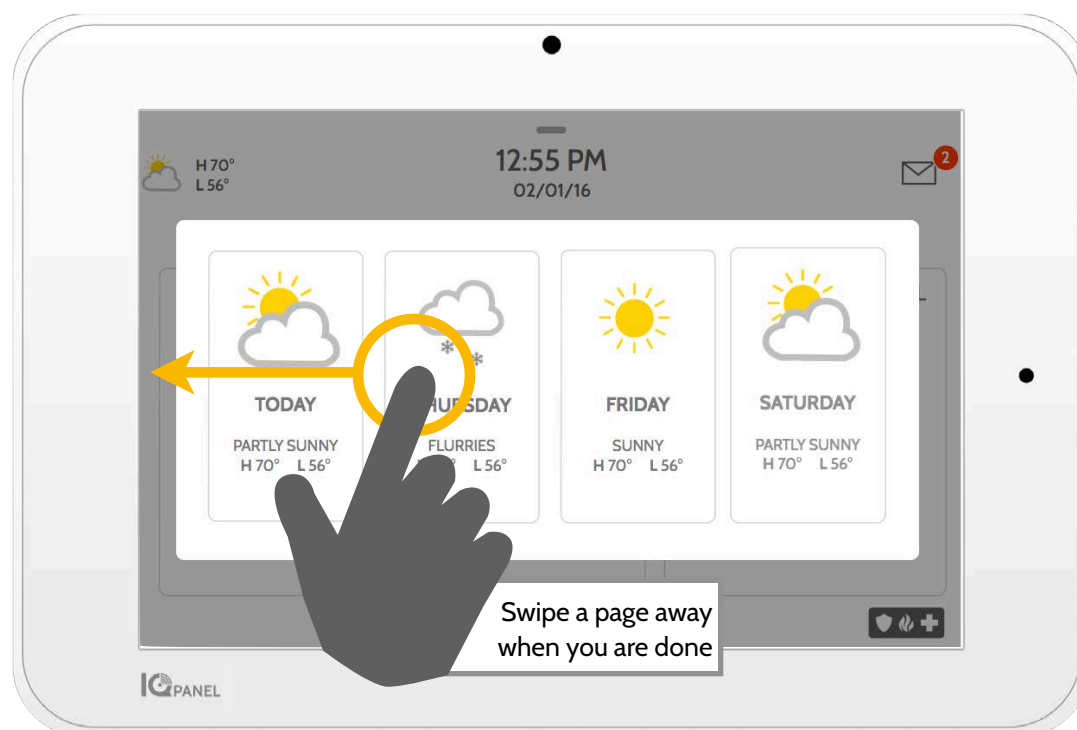 H 70°
L 56°
12:55 PM
02/01/16
2
TODAY
PARTLY SUNNY
H 70° L 56°
FLURRIES
L 56°
FRIDAY
SUNNY
H 70° L 56°
SATURDAY
PARTLY SUNNY
H 70° L 56°
Swipe a page away
when you are done
IQ PANEL